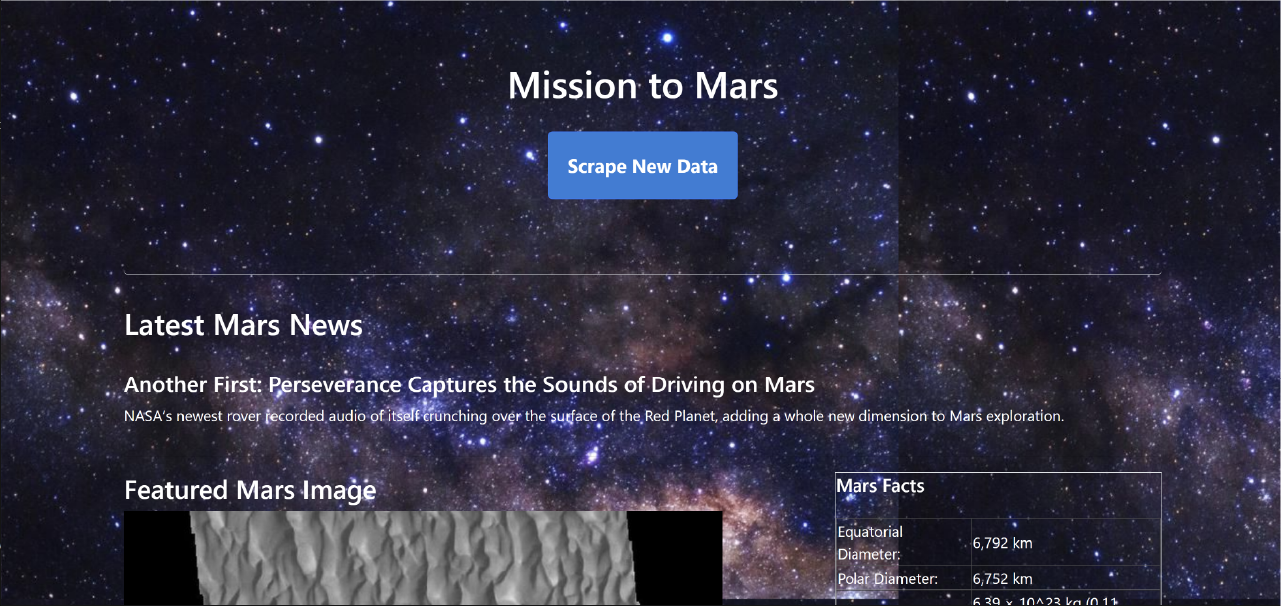 Mission to Mars
Scrape New Data
Latest Mars News
Another First: Perseverance Captures the Sounds of Driving on Mars
NASA's newest rover recorded audio of itself crunching over the surface of the Red Planet, adding a whole new dimension to Mars exploration.
Featured Mars Image
Mars Facts
Equatorial
Diameter:
6,792 km
Polar Diameter:
6,752 km
6.39 × 10^23 kg (0.11